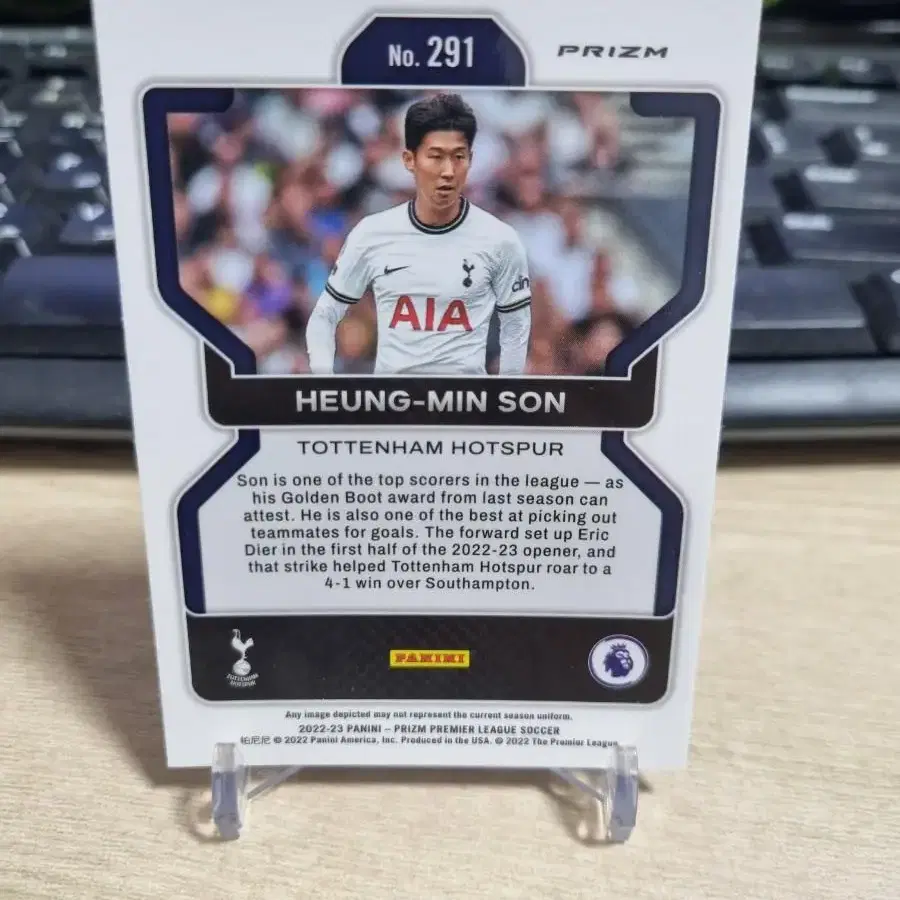 No. 291
PRIZM
AIA
HEUNG-MIN SON
TOTTENHAM HOTSPUR
Son is one of the top scorers in the league — as
his Golden Boot award from last season can
attest. He is also one of the best at picking out
teammates for goals. The forward set up Eric
Dier in the first half of the 2022-23 opener, and
that strike helped Tottenham Hotspur roar to a
4-1 win over Southampton.
TOTTENHAM
HOTSPUR
PANINI
Any image depicted may not represent the current season uniform.
2022-23 PANINI – PRIZM PREMIER LEAGUE SOCCER
帕尼尼 © 2022 Panini America, Inc. Produced in the USA. © 2022 The Premier League